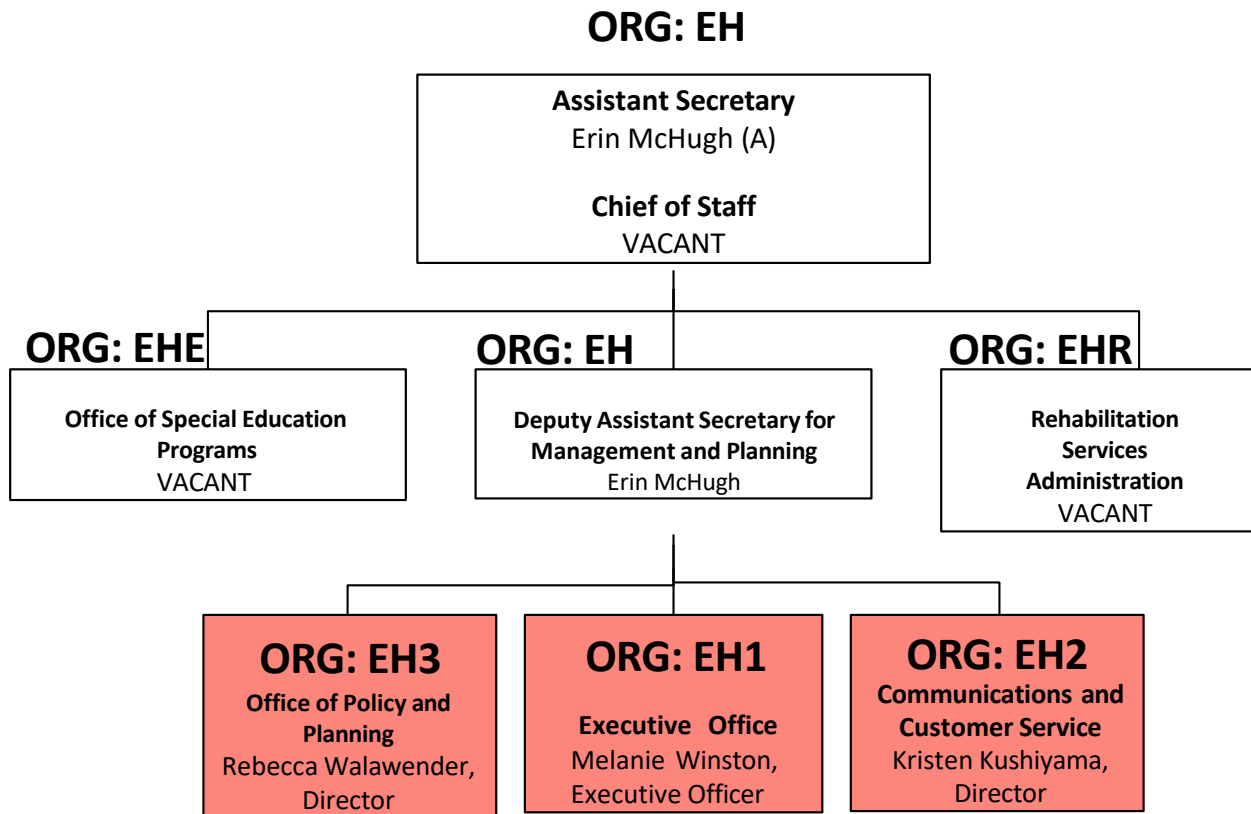 ORG: EH
Assistant Secretary
Erin McHugh (A)
Chief of Staff
VACANT
ORG: EHE
Office of Special Education
Programs
VACANT
ORG: EH
Deputy Assistant Secretary for
Management and Planning
Erin McHugh
ORG: EHR
Rehabilitation
Services
Administration
VACANT
ORG: EH3
Office of Policy and
Planning
Rebecca Walawender,
Director
ORG: EH1
Executive Office
Melanie Winston,
Executive Officer
ORG: EH2
Communications and
Customer Service
Kristen Kushiyama,
Director